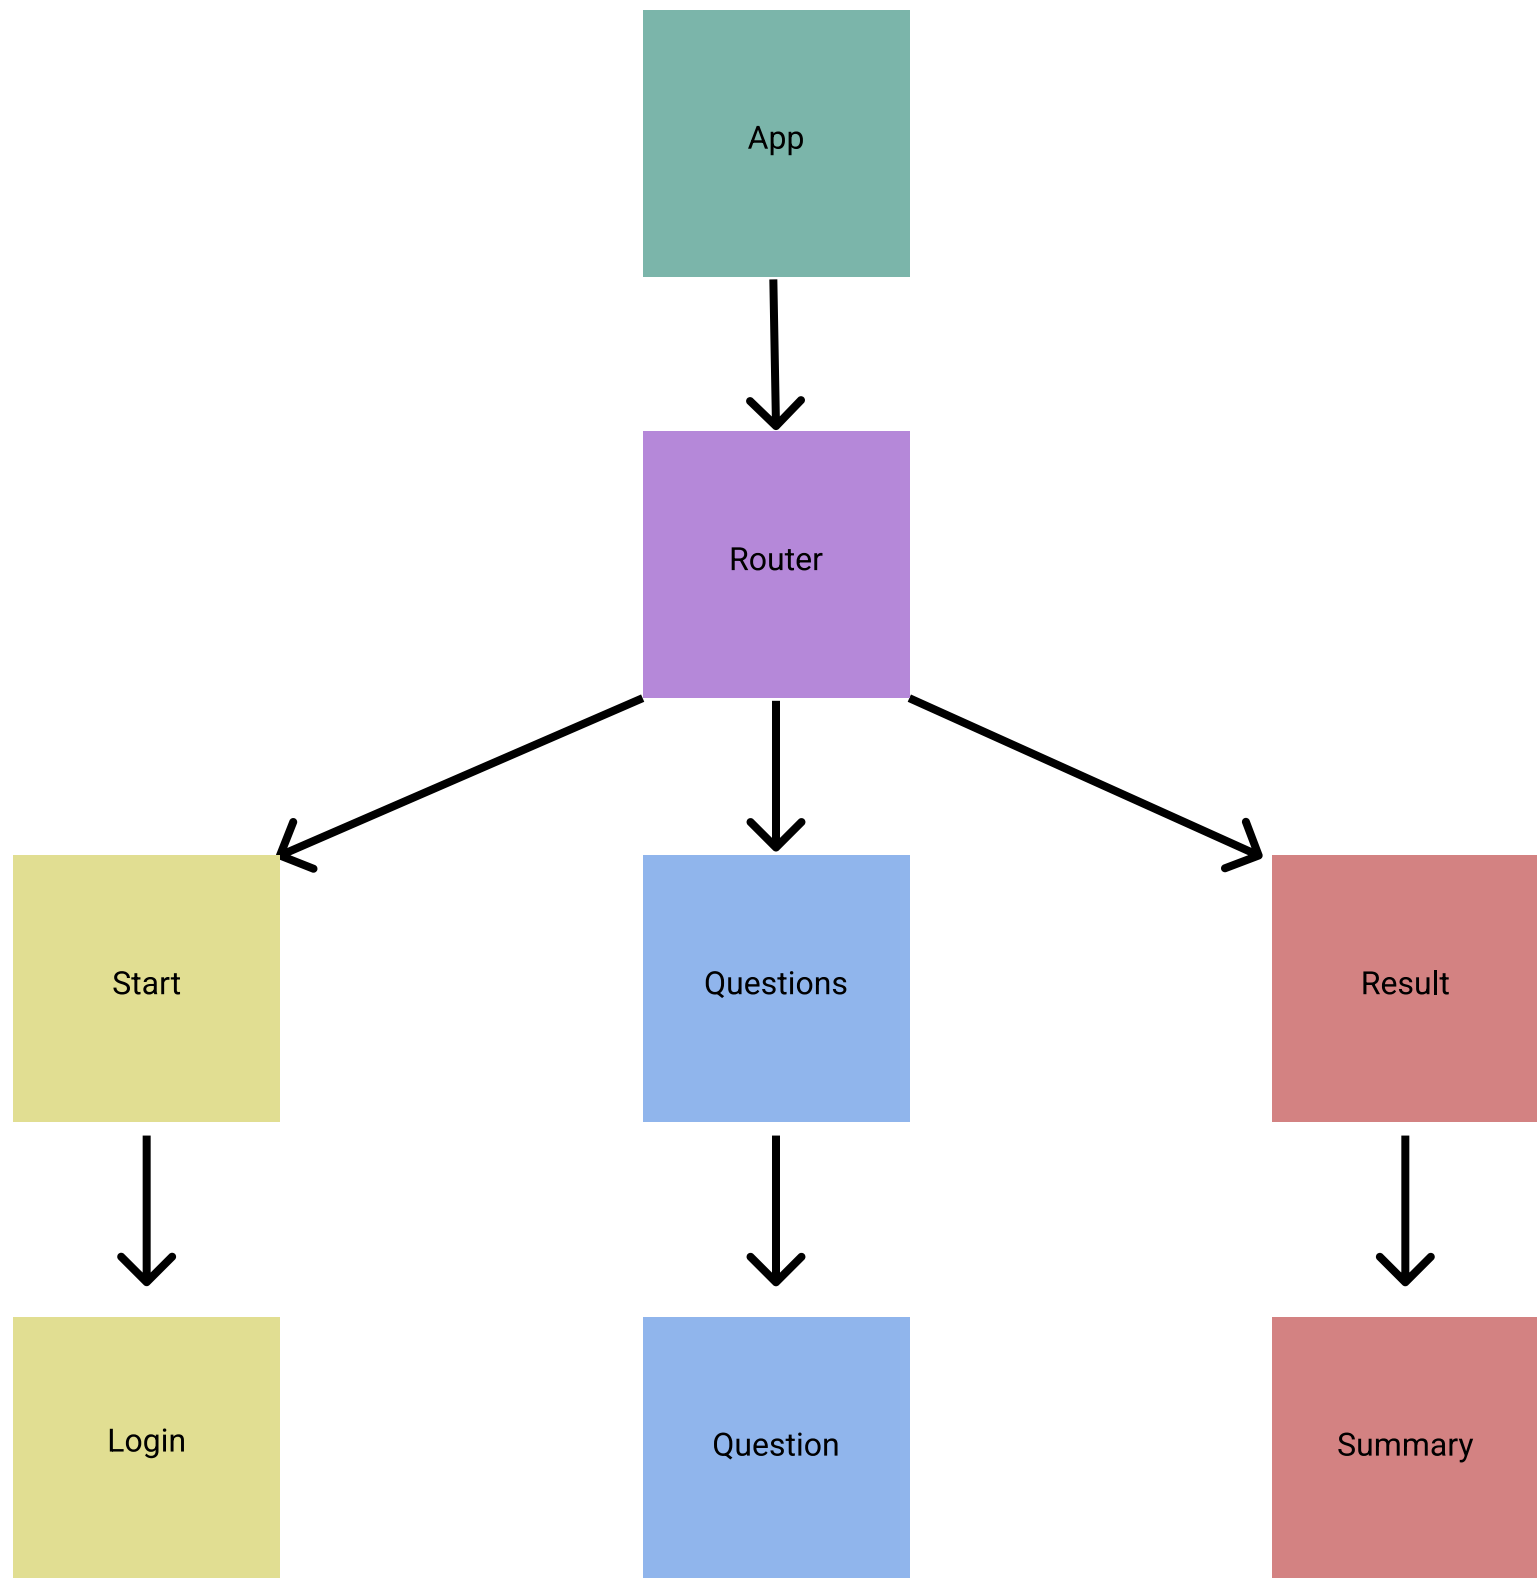 App
Router
Start
Questions
Result
Login
Question
Summary